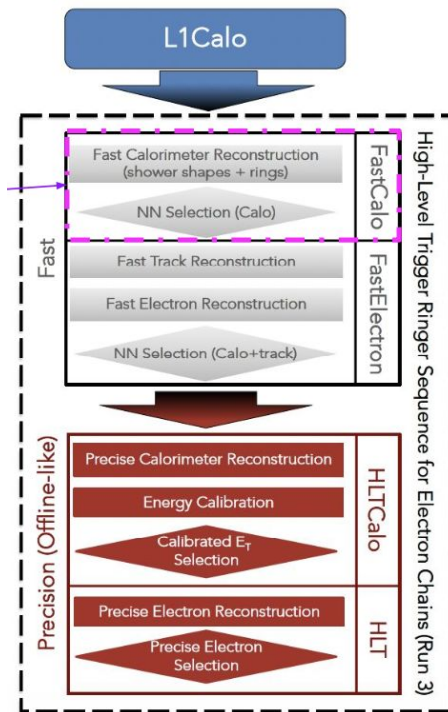 L1Calo
Fast Calorimeter Reconstruction
(shower shapes + rings)
NN Selection (Calo)
FastCalo
Fast
Fast Track Reconstruction
Fast Electron Reconstruction
NN Selection (Calo+track)
FastElectron
High-Level Trigger Ringer Sequence for Electron Chains (Run 3)
Precision (Offline-like)
Precise Calorimeter Reconstruction
Energy Calibration
Calibrated ET
Selection
HLTCalo
Precise Electron Reconstruction
Precise Electron
Selection
HLT